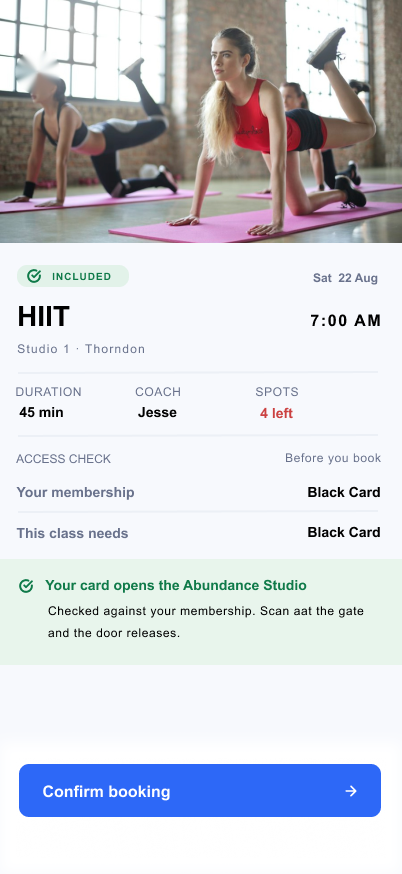 INCLUDED
Sat 22 Aug
HIIT
7:00 AM
Studio 1 · Thorndon
DURATION COACH SPOTS
45 min Jesse 4 left
ACCESS CHECK Before you book
Your membership Black Card
This class needs Black Card
Your card opens the Abundance Studio
Checked against your membership. Scan aat the gate
and the door releases.
Confirm booking